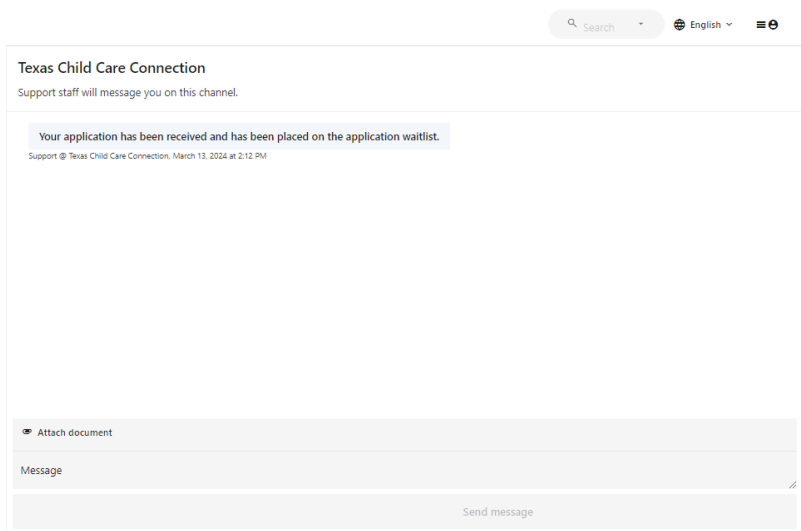 Search
English
Texas Child Care Connection
Support staff will message you on this channel.
Your application has been received and has been placed on the application waitlist.
Support @ Texas Child Care Connection, March 13, 2024 at 2:12 PM
Attach document
Message
Send message